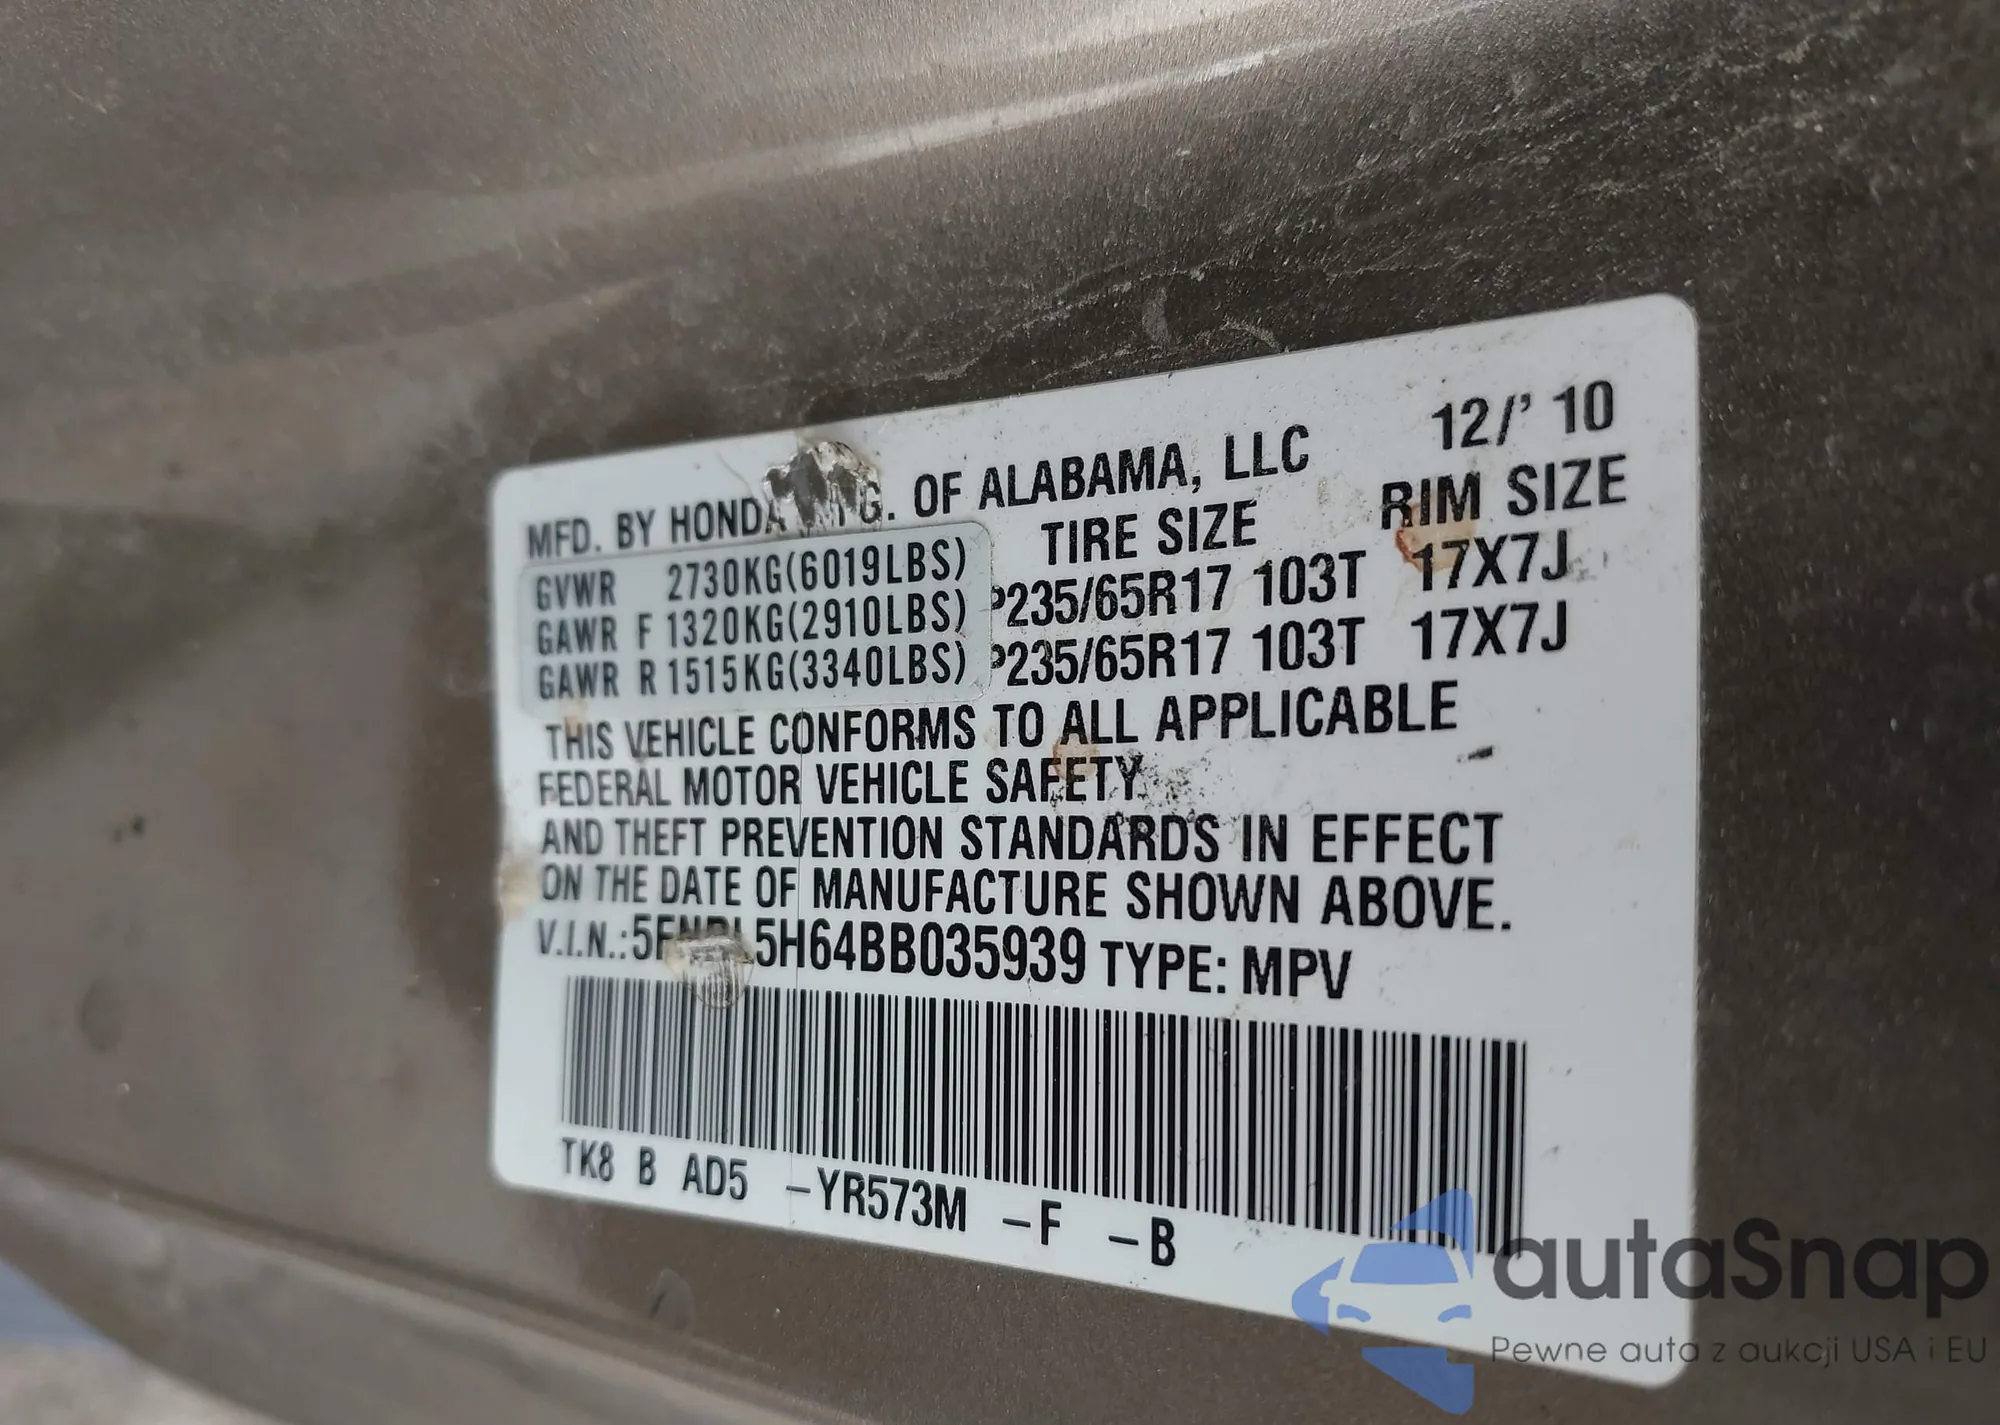 MFD. BY HONDA MFG. OF ALABAMA, LLC 12/' 10
TIRE SIZE RIM SIZE
GVWR 2730KG(6019LBS)
GAWR F 1320KG(2910LBS) P235/65R17 103T 17X7J
GAWR R 1515KG(3340LBS) P235/65R17 103T 17X7J
THIS VEHICLE CONFORMS TO ALL APPLICABLE
FEDERAL MOTOR VEHICLE SAFETY
AND THEFT PREVENTION STANDARDS IN EFFECT
ON THE DATE OF MANUFACTURE SHOWN ABOVE.
V.I.N.:5FNRL5H64BB035939 TYPE: MPV
TK8 B AD5 –YR573M –F –B
autaSnap
Pewne auta z aukcji USA i EU